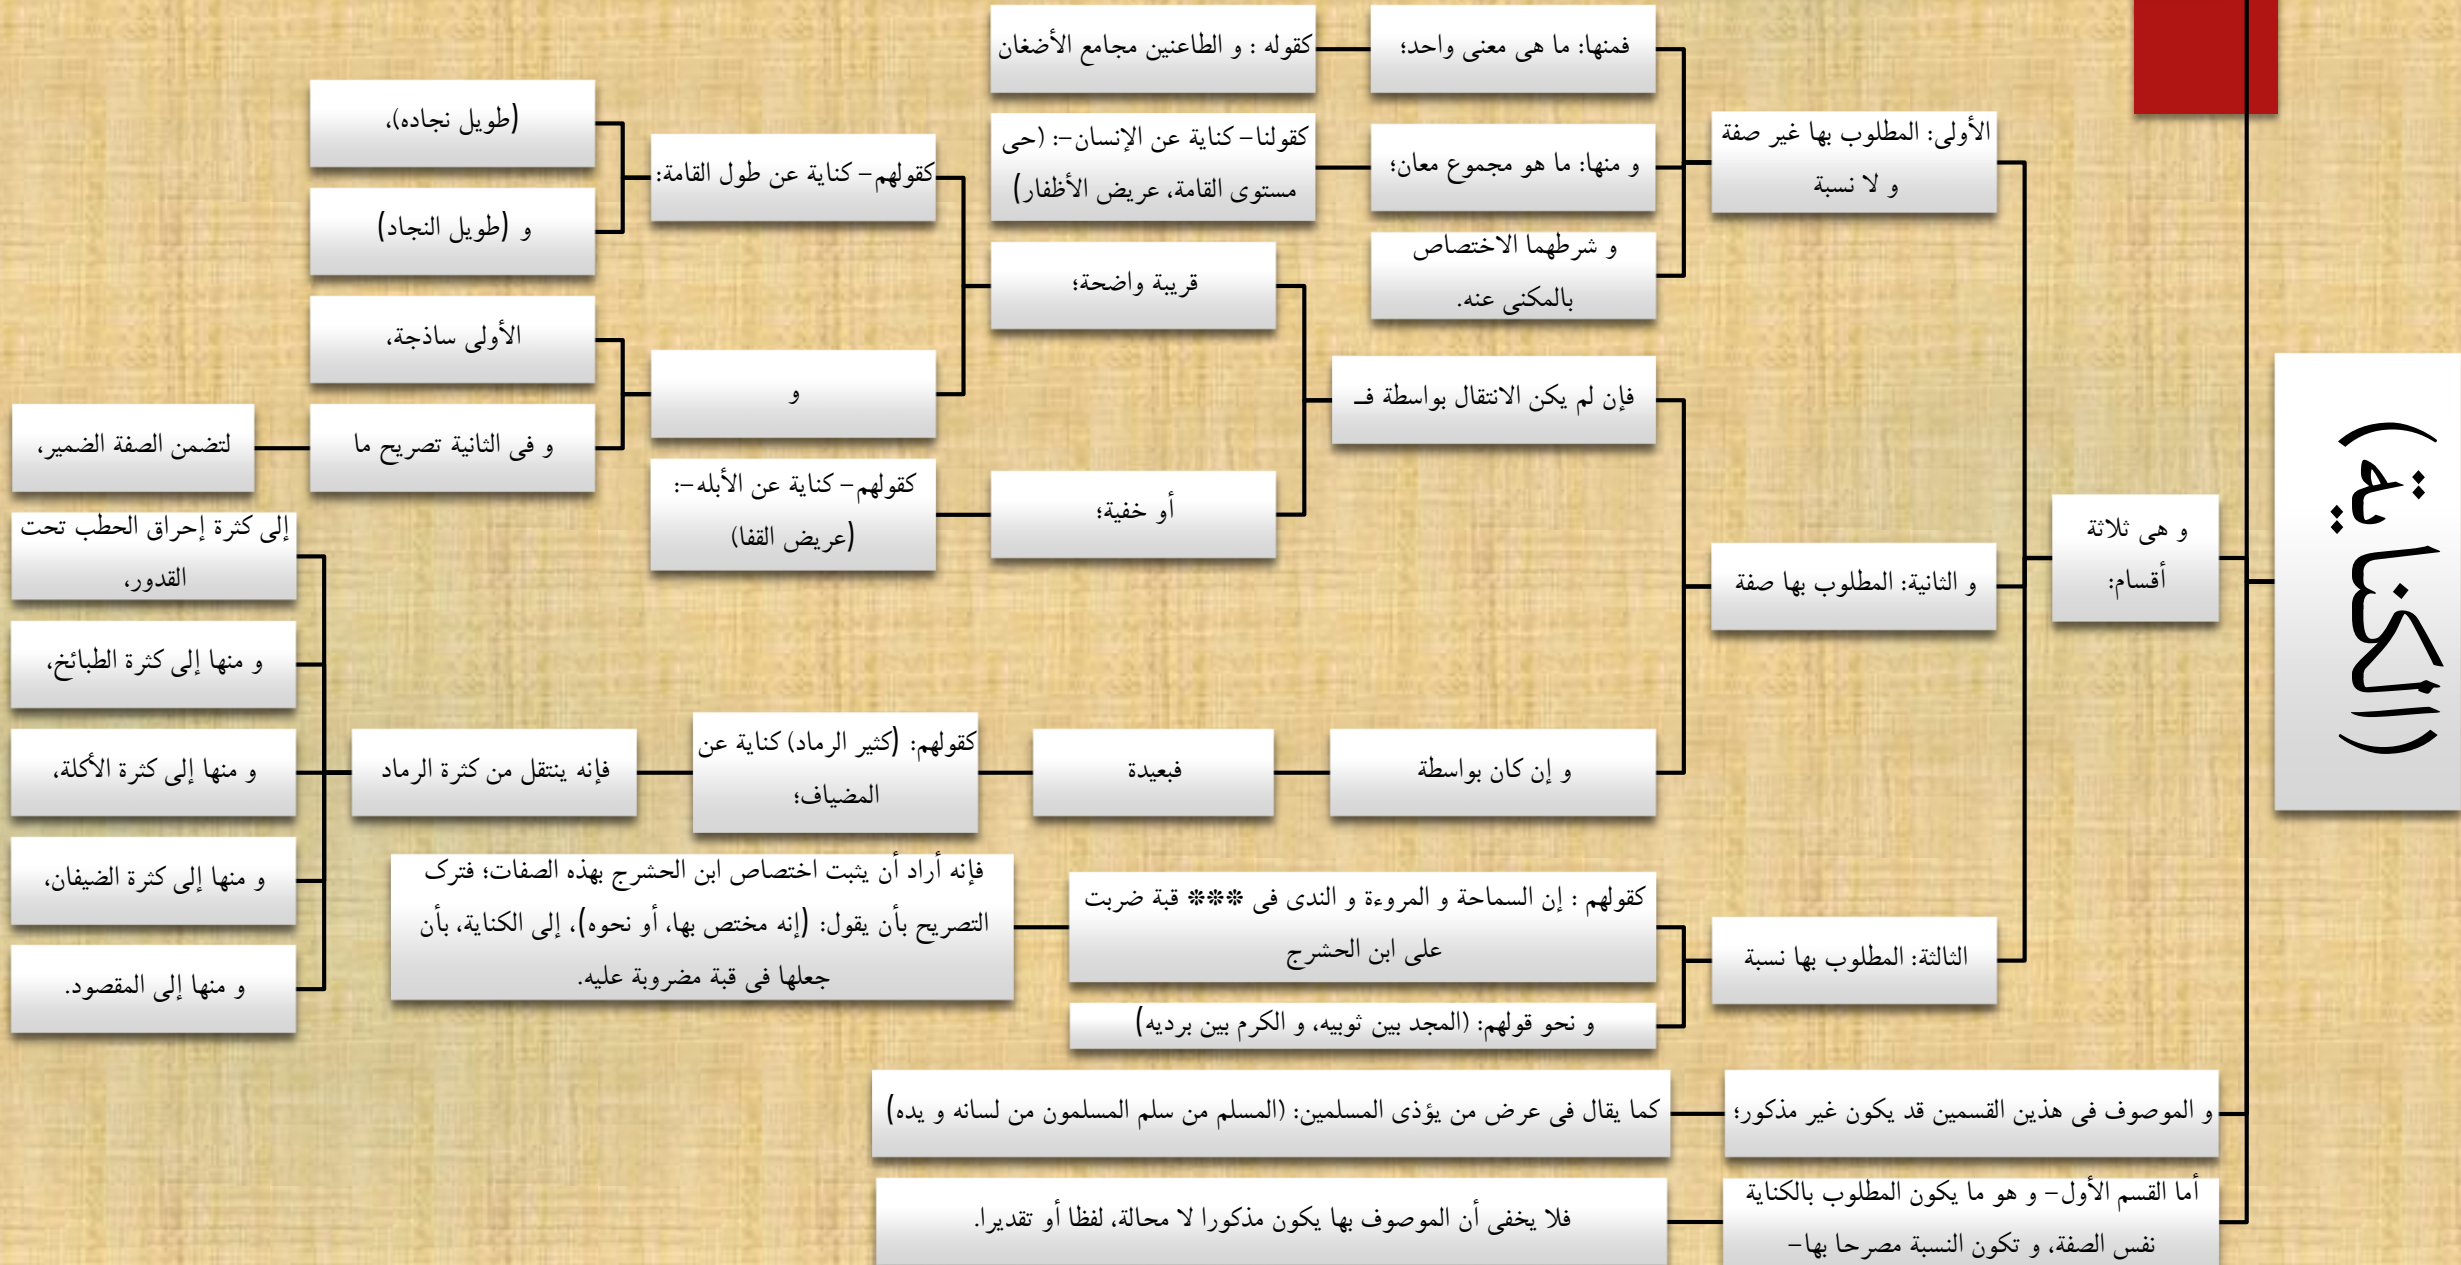 (الكناية)
و هى ثلاثة
أقسام:
الأولى: المطلوب بها غير صفة
و لا نسبة
فمنها: ما هى معنى واحد؛
كقوله : و الطاعنين مجامع الأضغان
و منها: ما هو مجموع معان؛
كقولنا– كناية عن الإنسان–: (حى
مستوى القامة، عريض الأظفار)
و شرطهما الاختصاص
بالمكنى عنه.
و الثانية: المطلوب بها صفة
فإن لم يكن الانتقال بواسطة فـ
قريبة واضحة؛
كقولهم– كناية عن طول القامة:
(طويل نجاده)،
و (طويل النجاد)
و
الأولى ساذجة،
و فى الثانية تصريح ما
لتضمن الصفة الضمير،
أو خفية؛
كقولهم– كناية عن الأبله–:
(عريض القفا)
و إن كان بواسطة
فبعيدة
كقولهم: (كثير الرماد) كناية عن
المضياف؛
فإنه ينتقل من كثرة الرماد
إلى كثرة إحراق الحطب تحت
القدور،
و منها إلى كثرة الطبائخ،
و منها إلى كثرة الأكلة،
و منها إلى كثرة الضيفان،
و منها إلى المقصود.
الثالثة: المطلوب بها نسبة
كقولهم : إن السماحة و المروءة و الندى فى *** قبة ضربت
على ابن الحشرج
فإنه أراد أن يثبت اختصاص ابن الحشرج بهذه الصفات؛ فترك
التصريح بأن يقول: (إنه مختص بها، أو نحوه)، إلى الكناية، بأن
جعلها فى قبة مضروبة عليه.
و نحو قولهم: (المجد بين ثوبيه، و الكرم بين برديه)
و الموصوف فى هذين القسمين قد يكون غير مذكور؛
كما يقال فى عرض من يؤذى المسلمين: (المسلم من سلم المسلمون من لسانه و يده)
أما القسم الأول– و هو ما يكون المطلوب بالكناية
نفس الصفة، و تكون النسبة مصرحا بها–
فلا يخفى أن الموصوف بها يكون مذكورا لا محالة، لفظا أو تقديرا.